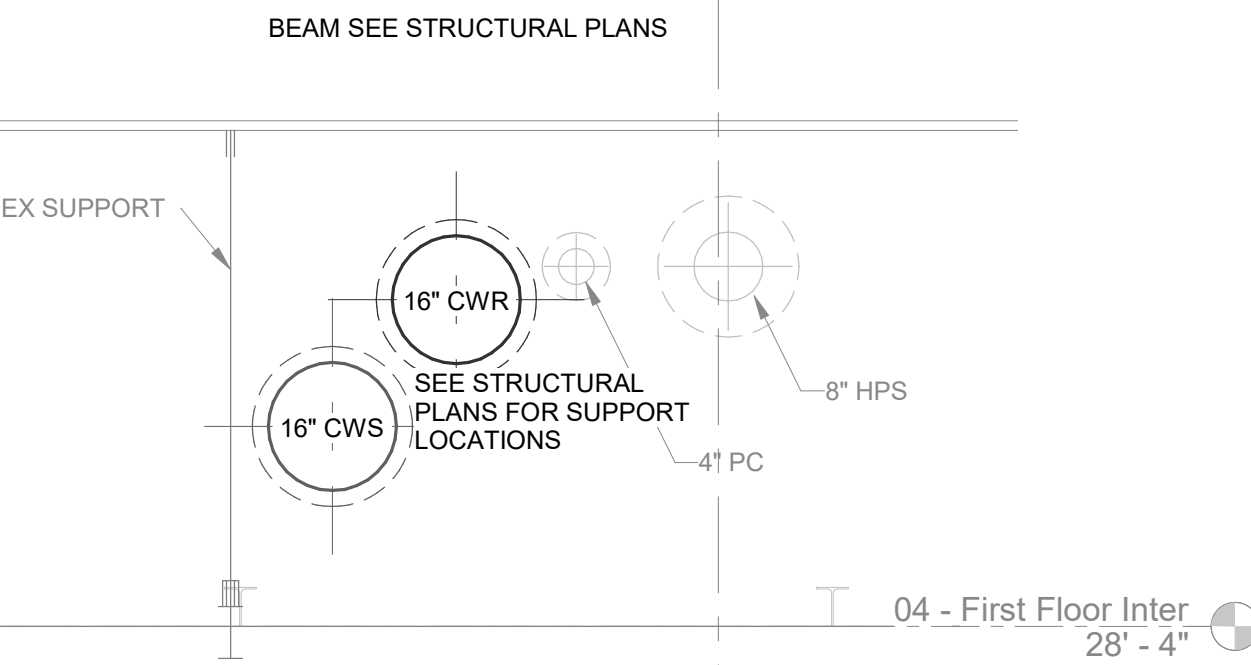 BEAM SEE STRUCTURAL PLANS
EX SUPPORT
16" CWR
SEE STRUCTURAL
PLANS FOR SUPPORT
LOCATIONS
16" CWS
8" HPS
4" PC
04 - First Floor Inter
28' - 4"